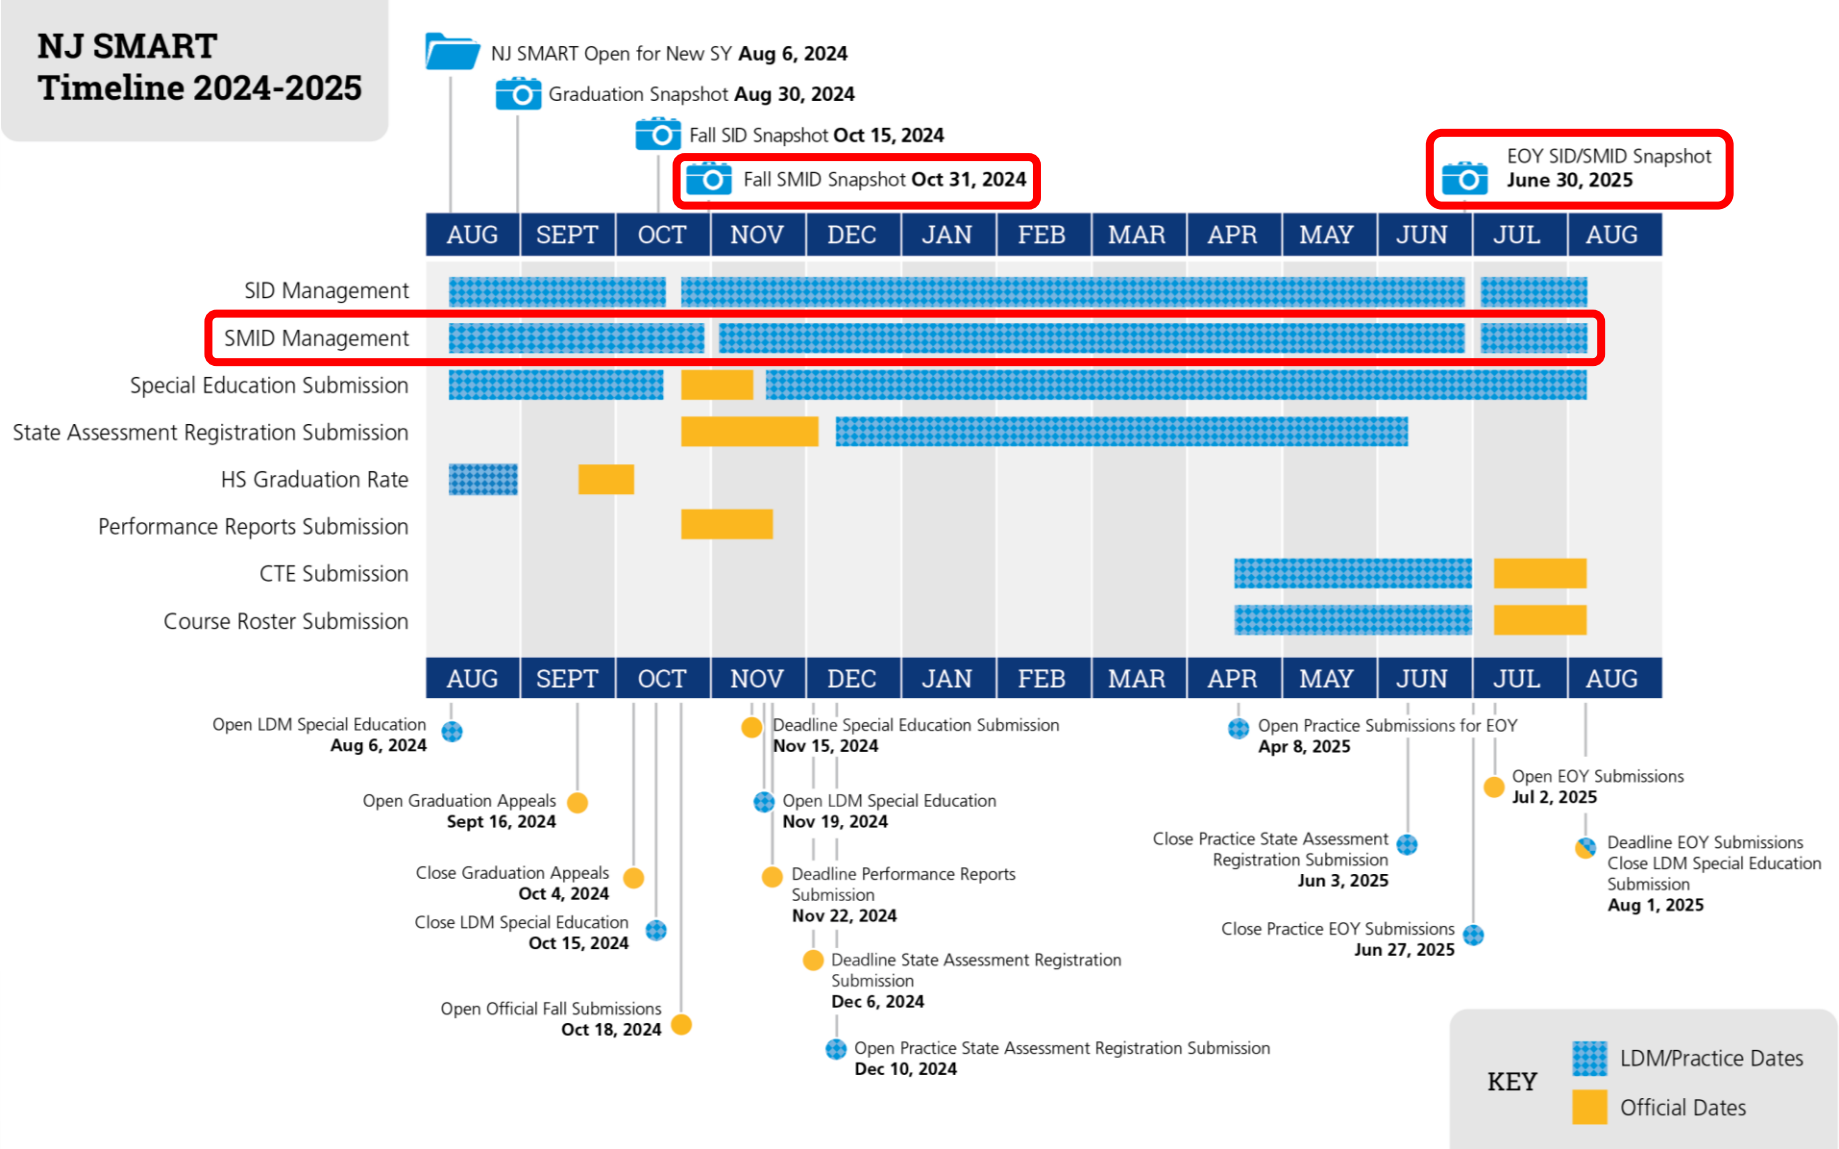 NJ SMART
Timeline 2024-2025
NJ SMART Open for New SY Aug 6, 2024
Graduation Snapshot Aug 30, 2024
Fall SID Snapshot Oct 15, 2024
Fall SMID Snapshot Oct 31, 2024
EOY SID/SMID Snapshot
June 30, 2025
AUG SEPT OCT NOV DEC JAN FEB MAR APR MAY JUN JUL AUG
SID Management
SMID Management
Special Education Submission
State Assessment Registration Submission
HS Graduation Rate
Performance Reports Submission
CTE Submission
Course Roster Submission
AUG SEPT OCT NOV DEC JAN FEB MAR APR MAY JUN JUL AUG
Open LDM Special Education
Aug 6, 2024
Open Graduation Appeals
Sept 16, 2024
Close Graduation Appeals
Oct 4, 2024
Close LDM Special Education
Oct 15, 2024
Open Official Fall Submissions
Oct 18, 2024
Deadline Special Education Submission
Nov 15, 2024
Open LDM Special Education
Nov 19, 2024
Deadline Performance Reports
Submission
Nov 22, 2024
Deadline State Assessment Registration
Submission
Dec 6, 2024
Open Practice State Assessment Registration Submission
Dec 10, 2024
Open Practice Submissions for EOY
Apr 8, 2025
Close Practice State Assessment
Registration Submission
Jun 3, 2025
Close Practice EOY Submissions
Jun 27, 2025
Open EOY Submissions
Jul 2, 2025
Deadline EOY Submissions
Close LDM Special Education
Submission
Aug 1, 2025
KEY
LDM/Practice Dates
Official Dates